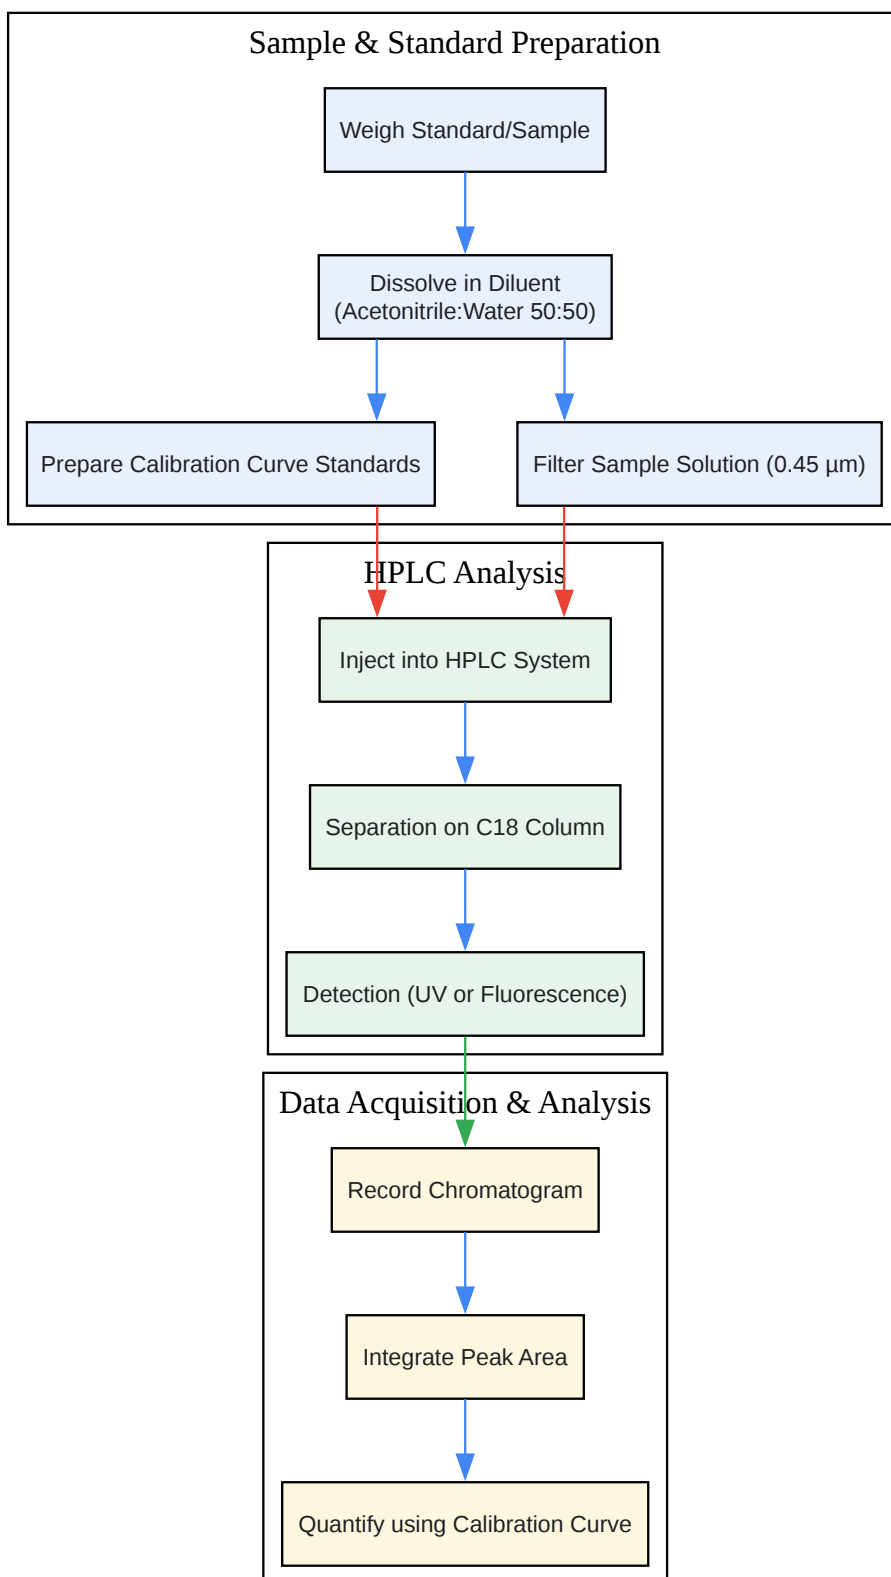 Sample & Standard Preparation
Weigh Standard/Sample
Dissolve in Diluent
(Acetonitrile:Water 50:50)
Prepare Calibration Curve Standards
Filter Sample Solution (0.45 µm)
HPLC Analysis
Inject into HPLC System
Separation on C18 Column
Detection (UV or Fluorescence)
Data Acquisition & Analysis
Record Chromatogram
Integrate Peak Area
Quantify using Calibration Curve